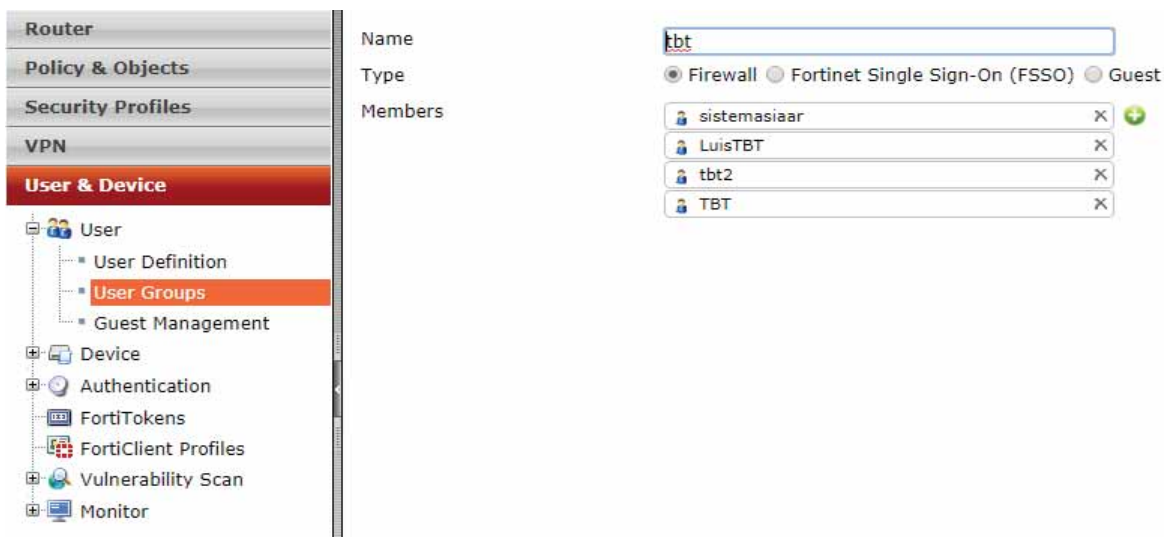 Router
Policy & Objects
Security Profiles
VPN
User & Device
User
User Definition
User Groups
Guest Management
Device
Authentication
FortiTokens
FortiClient Profiles
Vulnerability Scan
Monitor
Name
tbt
Type
Firewall Fortinet Single Sign-On (FSSO) Guest
Members
sistemasiaar
LuisTBT
tbt2
TBT